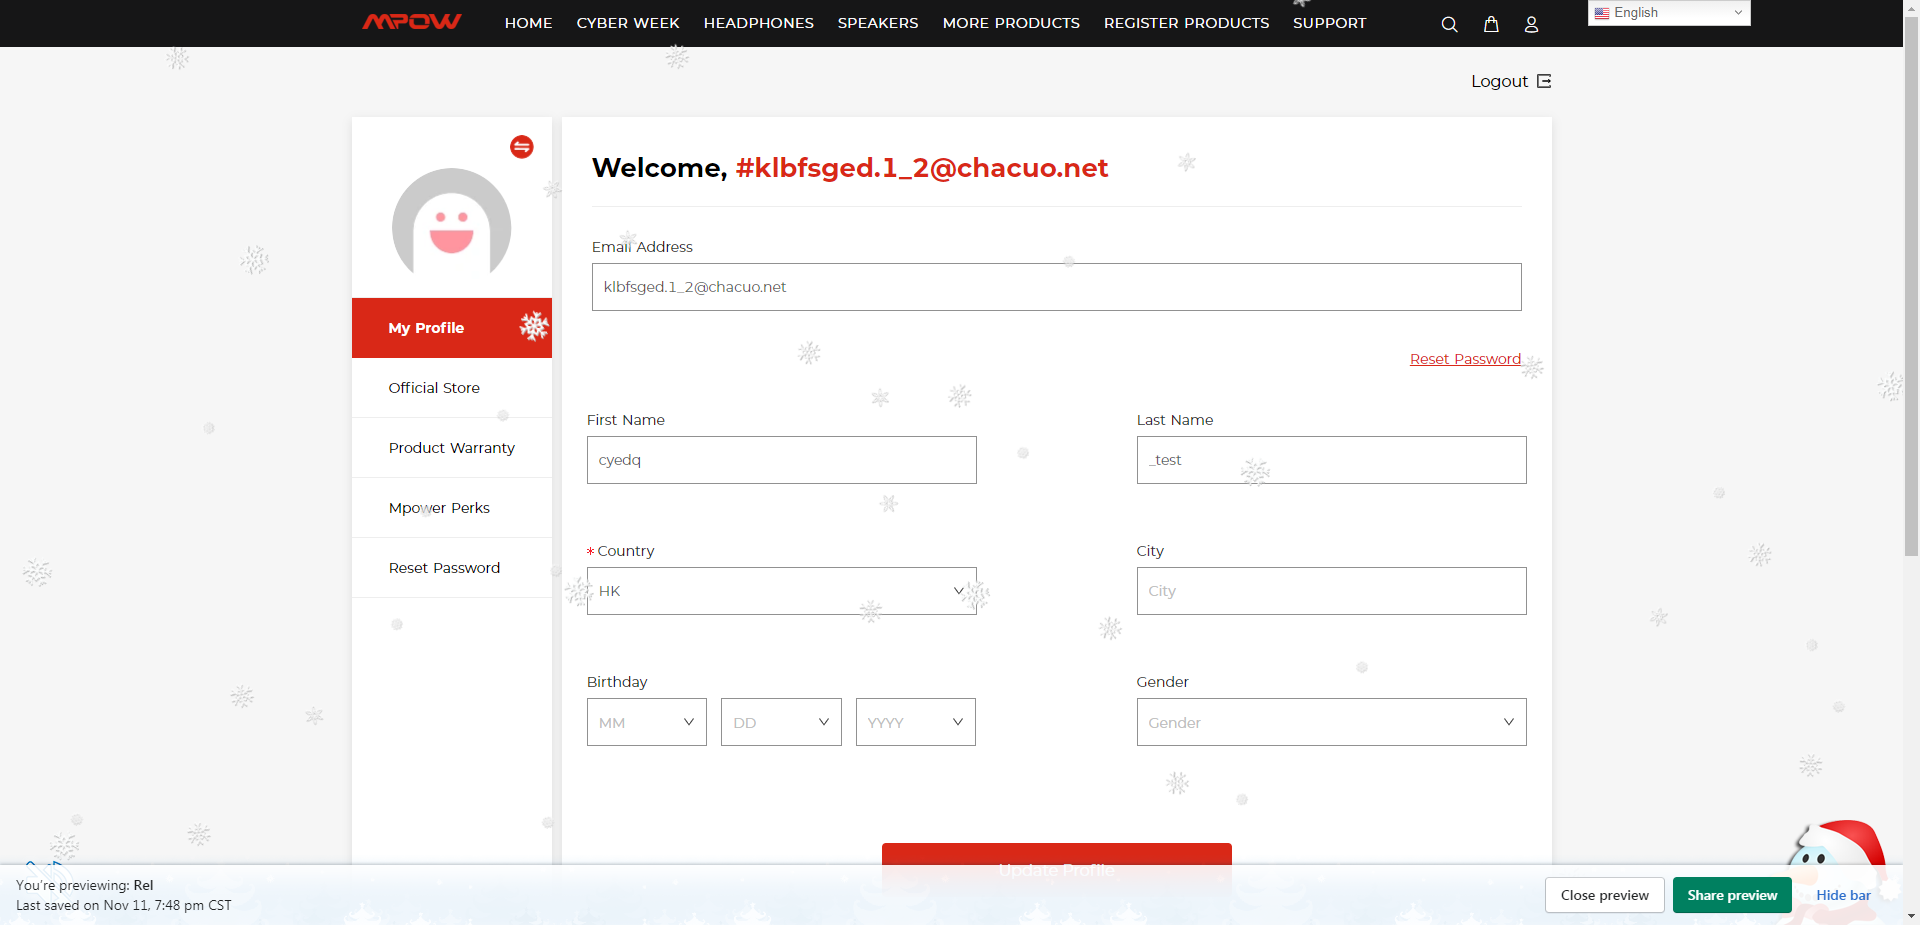 MPOW HOME CYBER WEEK HEADPHONES SPEAKERS MORE PRODUCTS REGISTER PRODUCTS SUPPORT English
Logout
Welcome, #klbfsged.1_2@chacuo.net
Email Address
klbfsged.1_2@chacuo.net
My Profile
Official Store
Product Warranty
Mpower Perks
Reset Password
Reset Password
First Name Last Name
cyedq _test
* Country City
HK City
Birthday Gender
MM DD YYYY Gender
Update Profile
You're previewing: Rel
Last saved on Nov 11, 7:48 pm CST
Close preview Share preview Hide bar